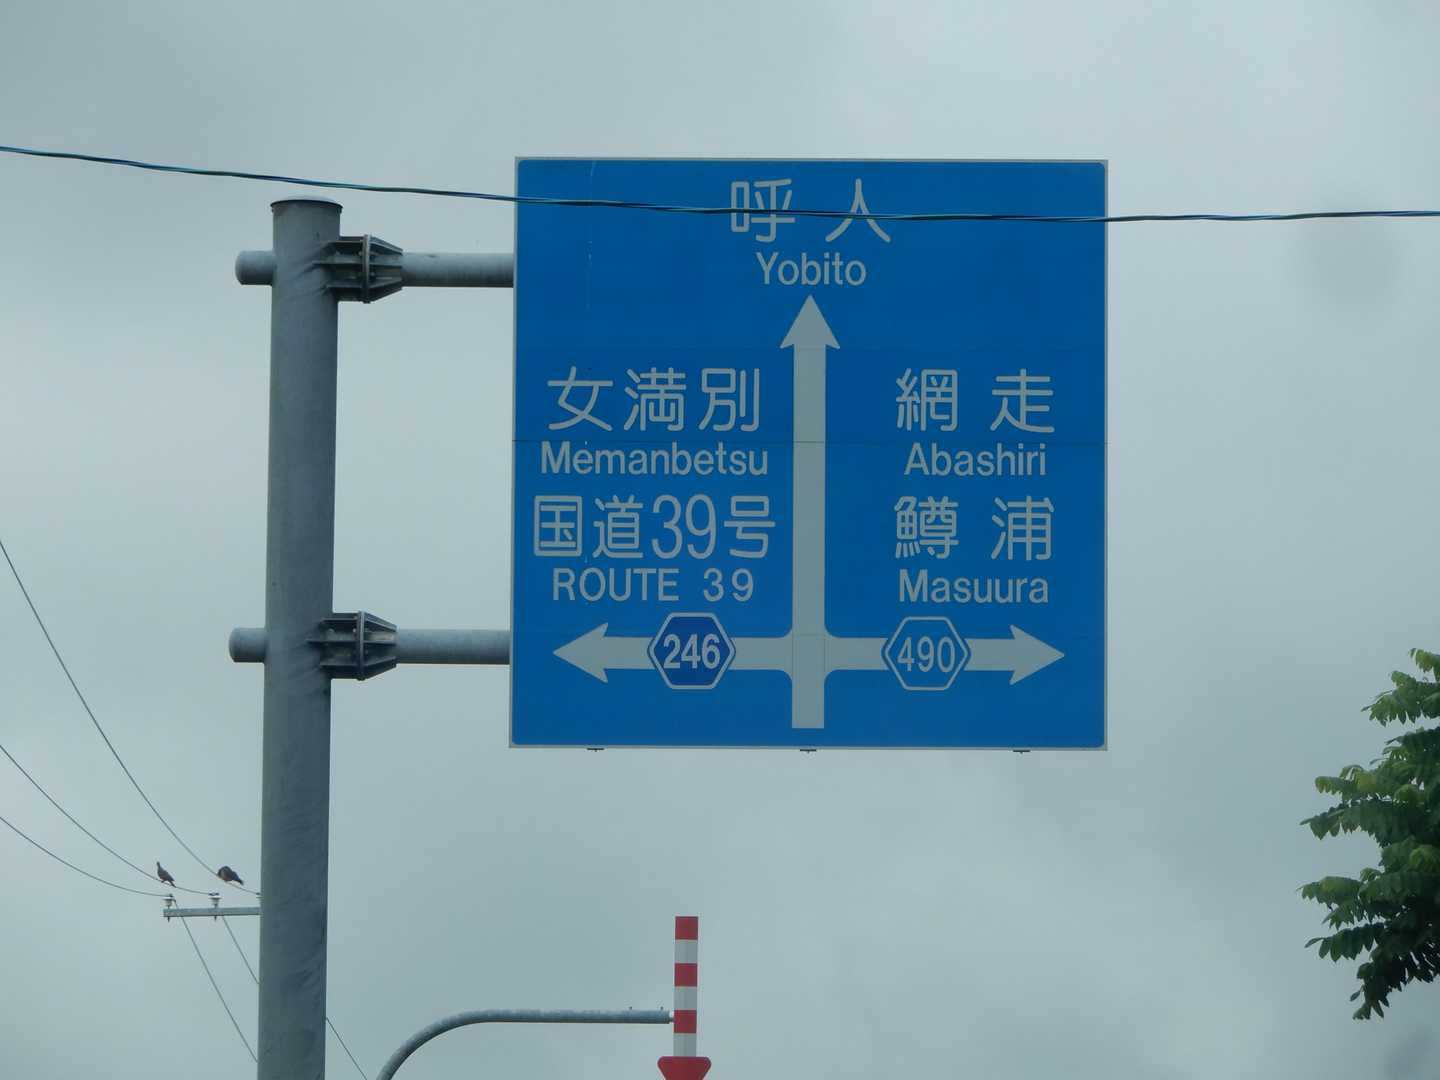 呼人
Yobito
女満別
Memanbetsu
国道39号
ROUTE 39
246
網走
Abashiri
鱒浦
Masuura
490